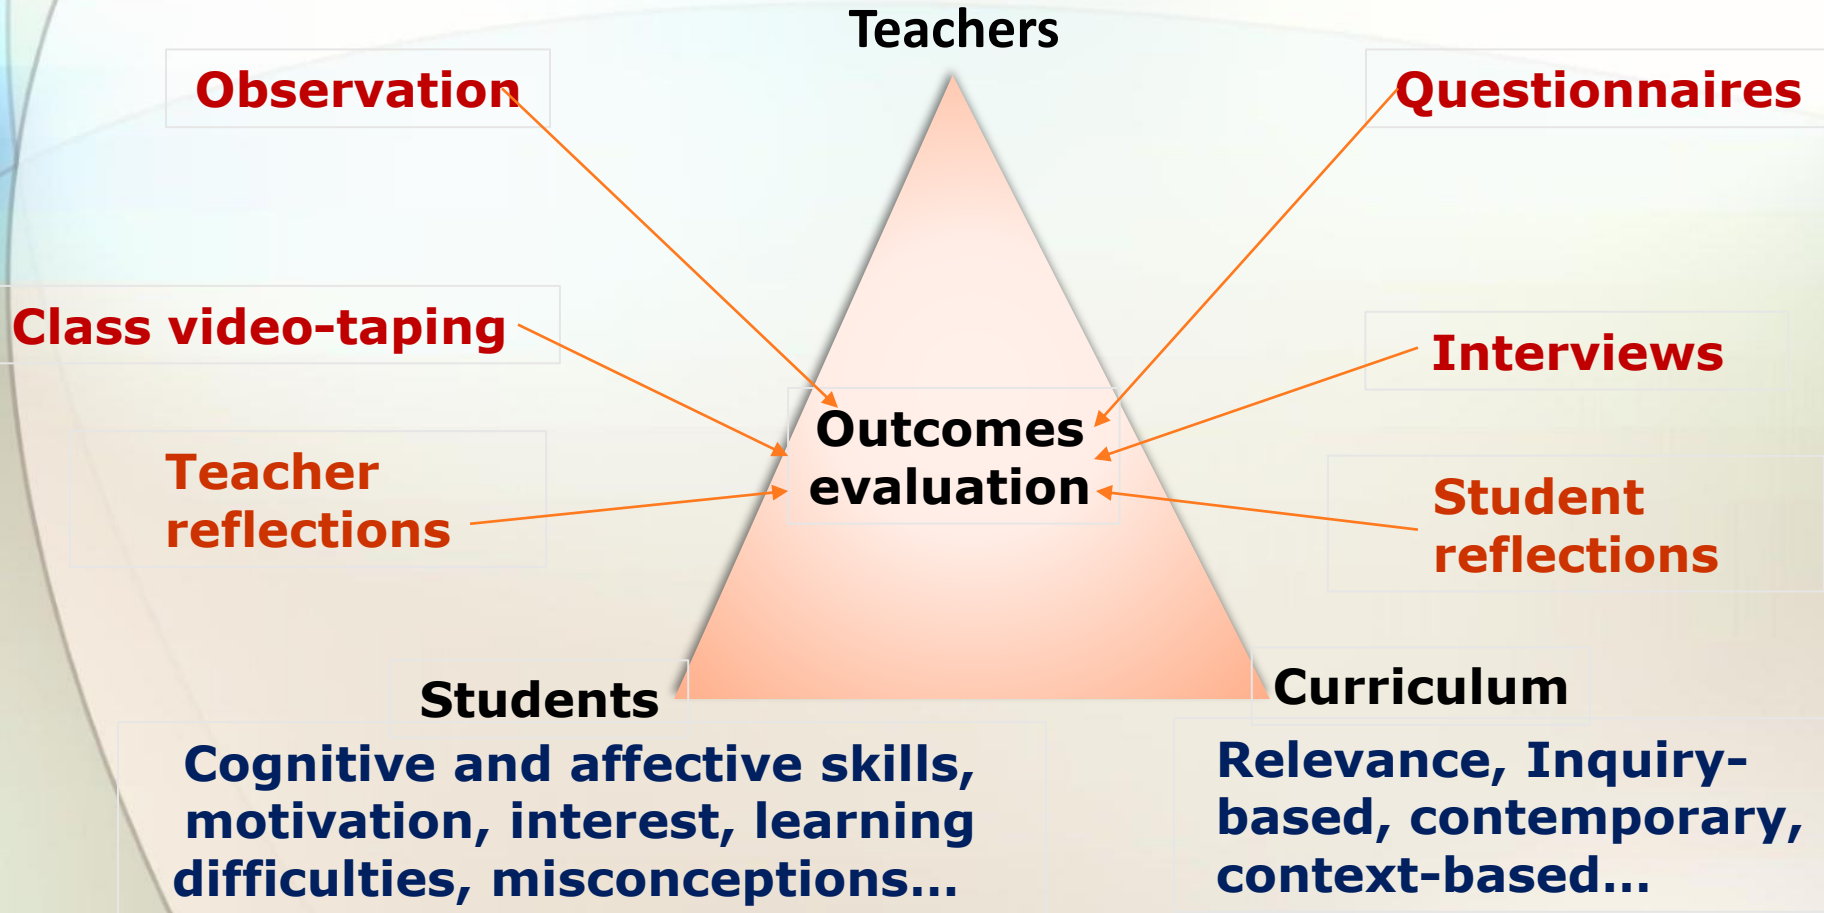 Teachers
Observation
Questionnaires
Class video-taping
Interviews
Outcomes
evaluation
Teacher
reflections
Student
reflections
Students
Cognitive and affective skills,
motivation, interest, learning
difficulties, misconceptions...
Curriculum
Relevance, Inquiry-
based, contemporary,
context-based...